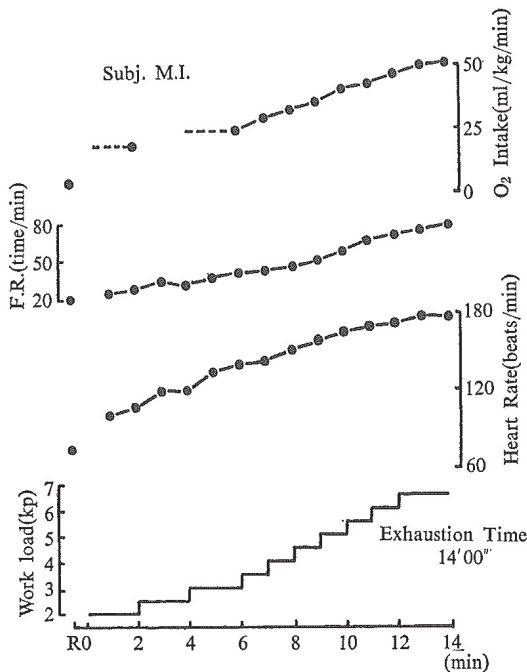 Subj. M.I.
50
25
0
O₂ Intake(ml/kg/min)
80
50
20
F.R.(time/min)
180
120
60
Heart Rate(beats/min)
7
6
5
4
3
2
Work load(kp)
Exhaustion Time
14'00"
R0 2 4 6 8 10 12 14
(min)